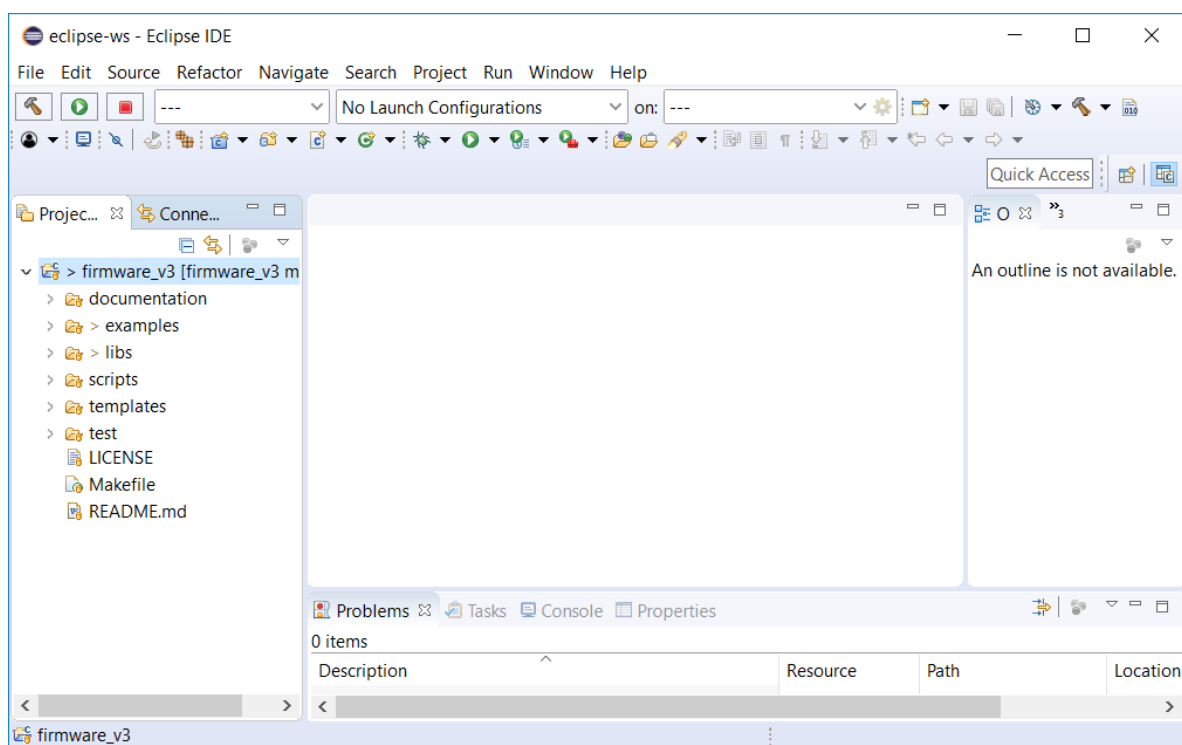 eclipse-ws - Eclipse IDE
File Edit Source Refactor Navigate Search Project Run Window Help
--- No Launch Configurations on: ---
010
Quick Access
Projec... Conne... O »3
> firmware_v3 [firmware_v3 m
An outline is not available.
documentation
> examples
> libs
scripts
templates
test
LICENSE
Makefile
README.md
Problems Tasks Console Properties
0 items
Description Resource Path Location
firmware_v3